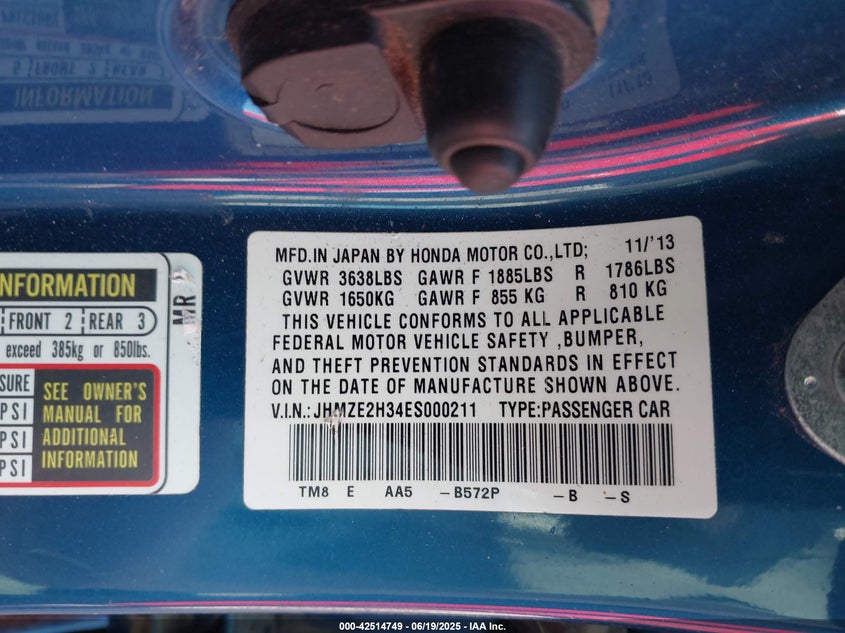 INFORMATION
FRONT 2 REAR 3
exceed 385kg or 850lbs.
SURE
PSI
PSI
PSI
SEE OWNER'S
MANUAL FOR
ADDITIONAL
INFORMATION
MR
MFD.IN JAPAN BY HONDA MOTOR CO.,LTD; 11/'13
GVWR 3638LBS GAWR F 1885LBS R 1786LBS
GVWR 1650KG GAWR F 855 KG R 810 KG
THIS VEHICLE CONFORMS TO ALL APPLICABLE
FEDERAL MOTOR VEHICLE SAFETY ,BUMPER,
AND THEFT PREVENTION STANDARDS IN EFFECT
ON THE DATE OF MANUFACTURE SHOWN ABOVE.
V.I.N.:JHMZE2H34ES000211 TYPE:PASSENGER CAR
TM8 E AA5 -B572P -B -S
000-42514749 - 06/19/2025 - IAA Inc.